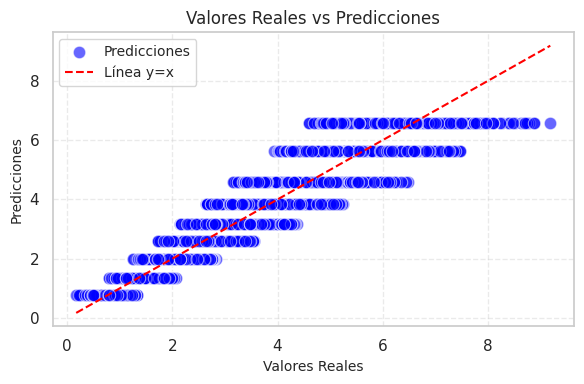 Valores Reales vs Predicciones
Predicciones
Línea y=x
Predicciones
8
6
4
2
0
0 2 4 6 8
Valores Reales